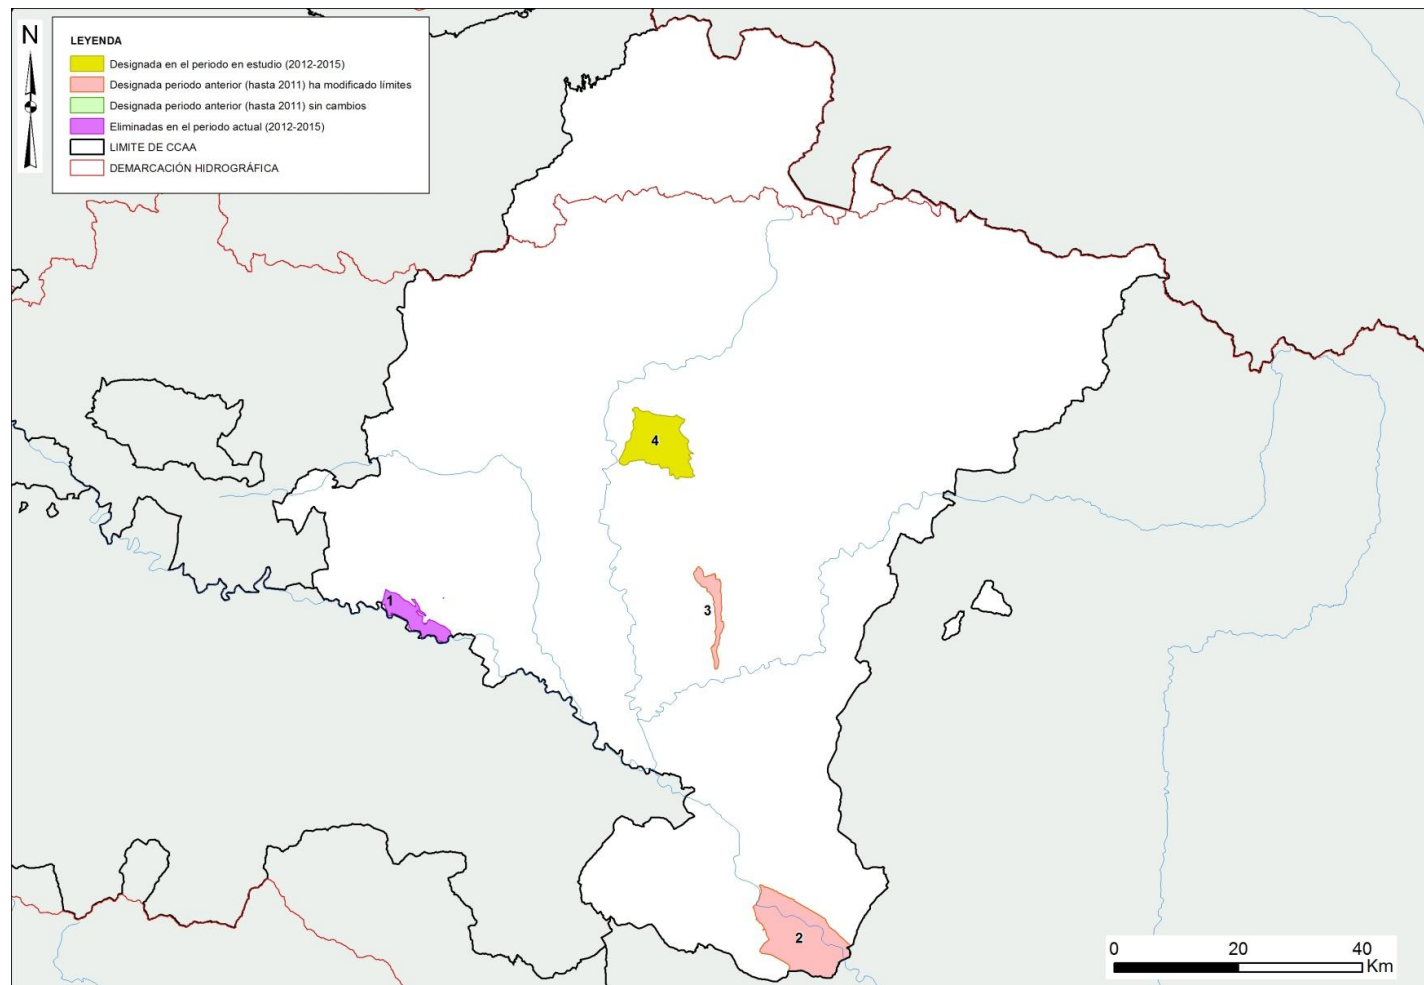 N
LEYENDA
Designada en el periodo en estudio (2012-2015)
Designada periodo anterior (hasta 2011) ha modificado límites
Designada periodo anterior (hasta 2011) sin cambios
Eliminadas en el periodo actual (2012-2015)
LIMITE DE CCAA
DEMARCACIÓN HIDROGRÁFICA
4
1
3
2
0 20 40
Km